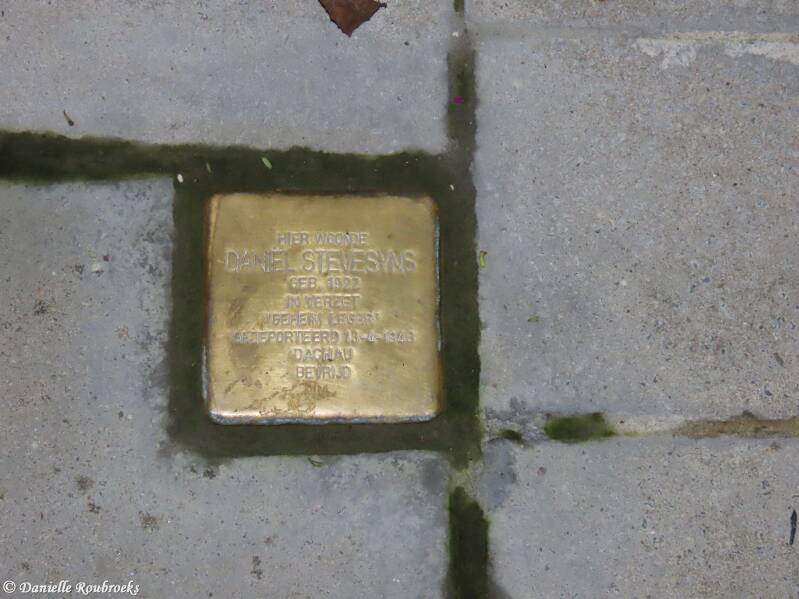 HIER WOONDE
DANIEL STEVESYNS
GEB. 1922
IN VERZET
"GEHEIM LEGER"
GEDEPORTEERD 13-4-1943
DACHAU
BEVRIJD
© Danielle Roubroeks